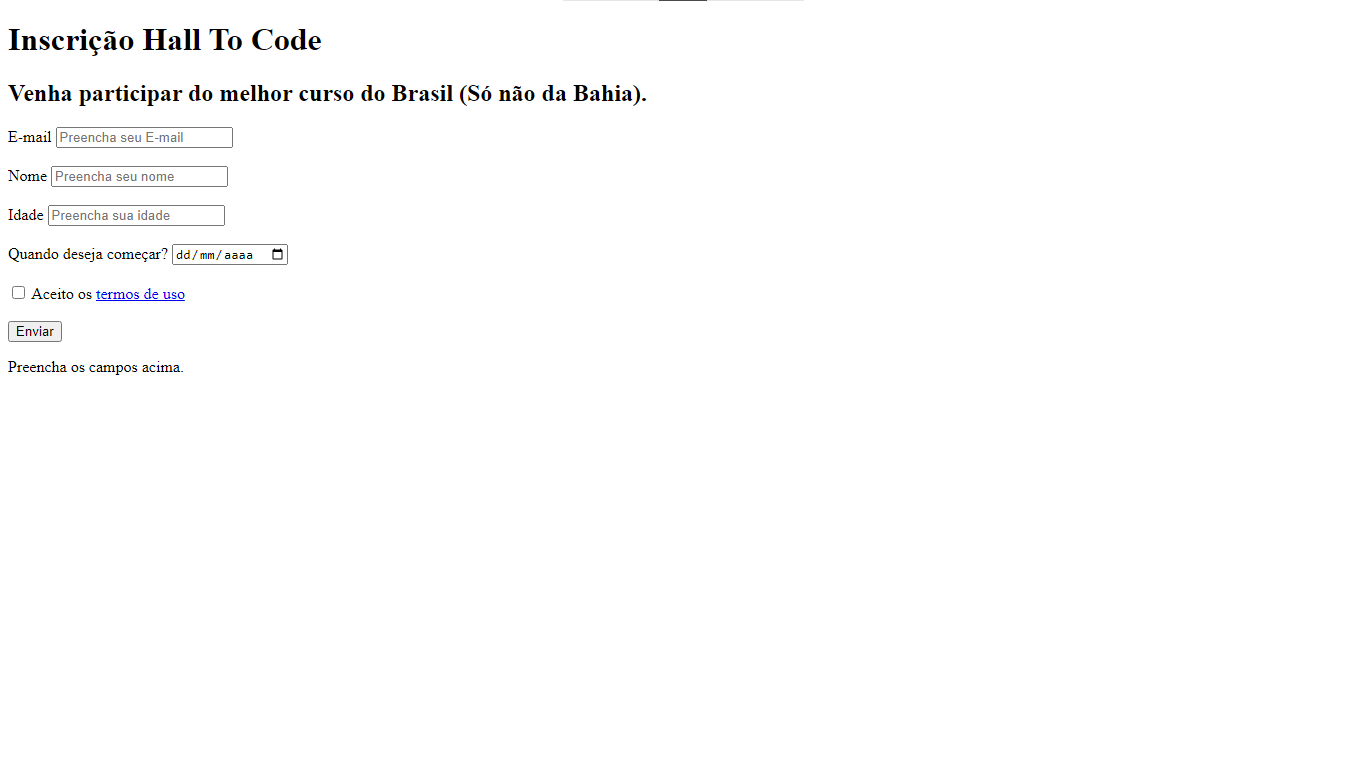 Inscrição Hall To Code
Venha participar do melhor curso do Brasil (Só não da Bahia).
E-mail Preencha seu E-mail
Nome Preencha seu nome
Idade Preencha sua idade
Quando deseja começar? dd/mm/aaaa
Aceito os termos de uso
Enviar
Preencha os campos acima.